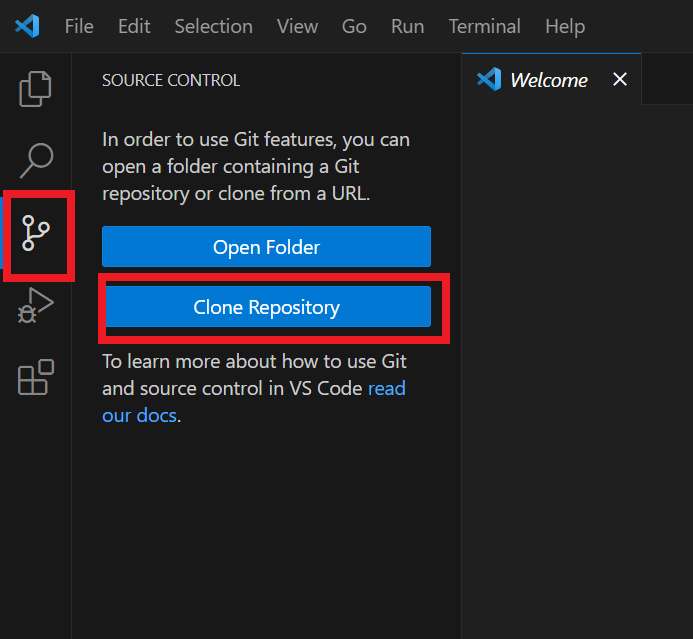 File Edit Selection View Go Run Terminal Help
SOURCE CONTROL
Welcome
In order to use Git features, you can
open a folder containing a Git
repository or clone from a URL.
Open Folder
Clone Repository
To learn more about how to use Git
and source control in VS Code read
our docs.